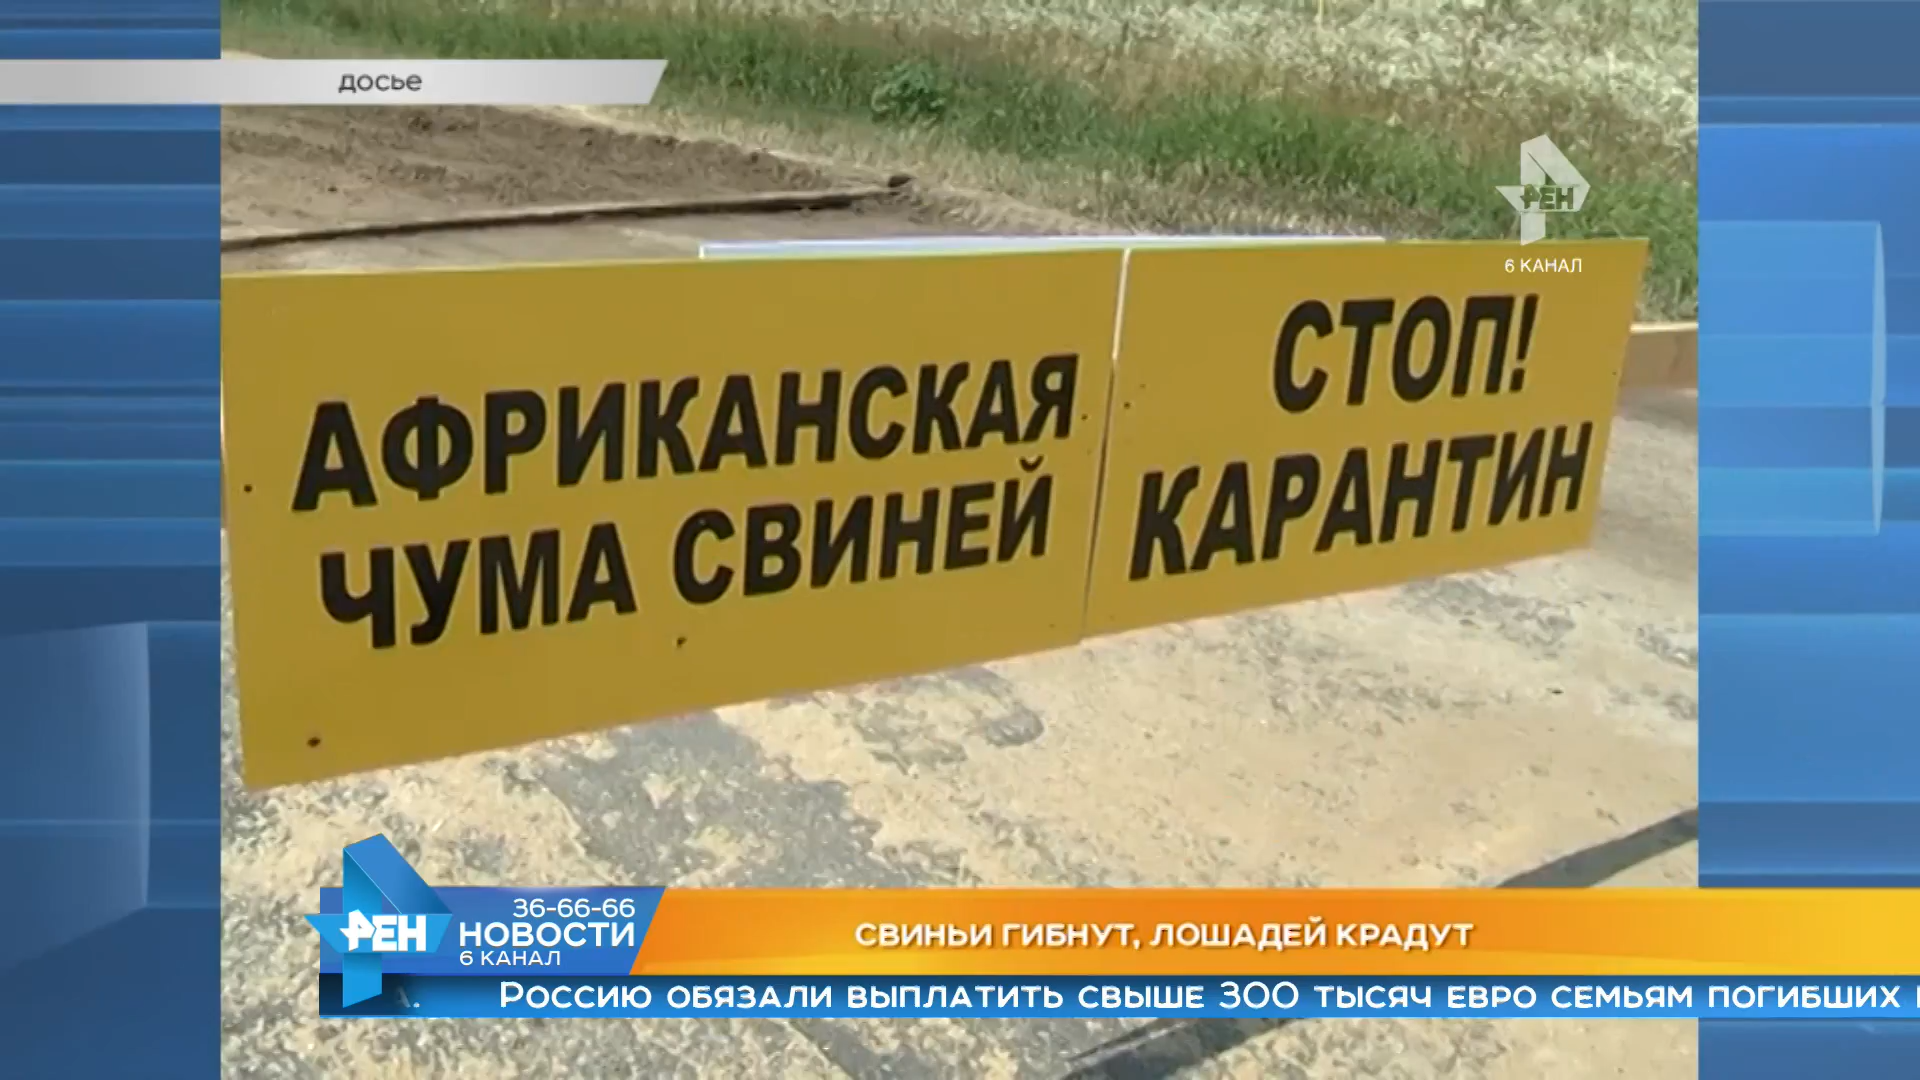 досье
РЕН
6 КАНАЛ
АФРИКАНСКАЯ
ЧУМА СВИНЕЙ
СТОП!
КАРАНТИН
36-66-66
РЕН
НОВОСТИ
6 КАНАЛ
СВИНЬИ ГИБНУТ, ЛОШАДЕЙ КРАДУТ
А. РОССИЮ ОБЯЗАЛИ ВЫПЛАТИТЬ СВЫШЕ 300 ТЫСЯЧ ЕВРО СЕМЬЯМ ПОГИБШИХ